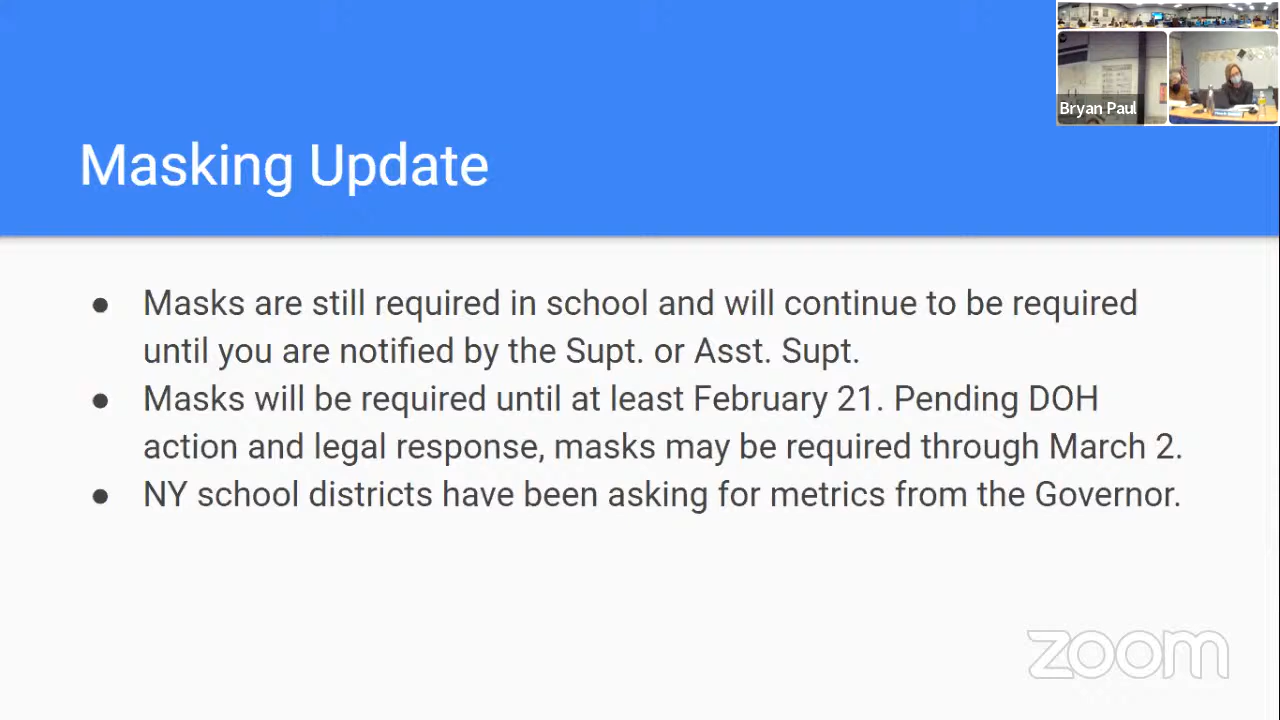 Bryan Paul
Masking Update
● Masks are still required in school and will continue to be required
until you are notified by the Supt. or Asst. Supt.
● Masks will be required until at least February 21. Pending DOH
action and legal response, masks may be required through March 2.
● NY school districts have been asking for metrics from the Governor.
zoom